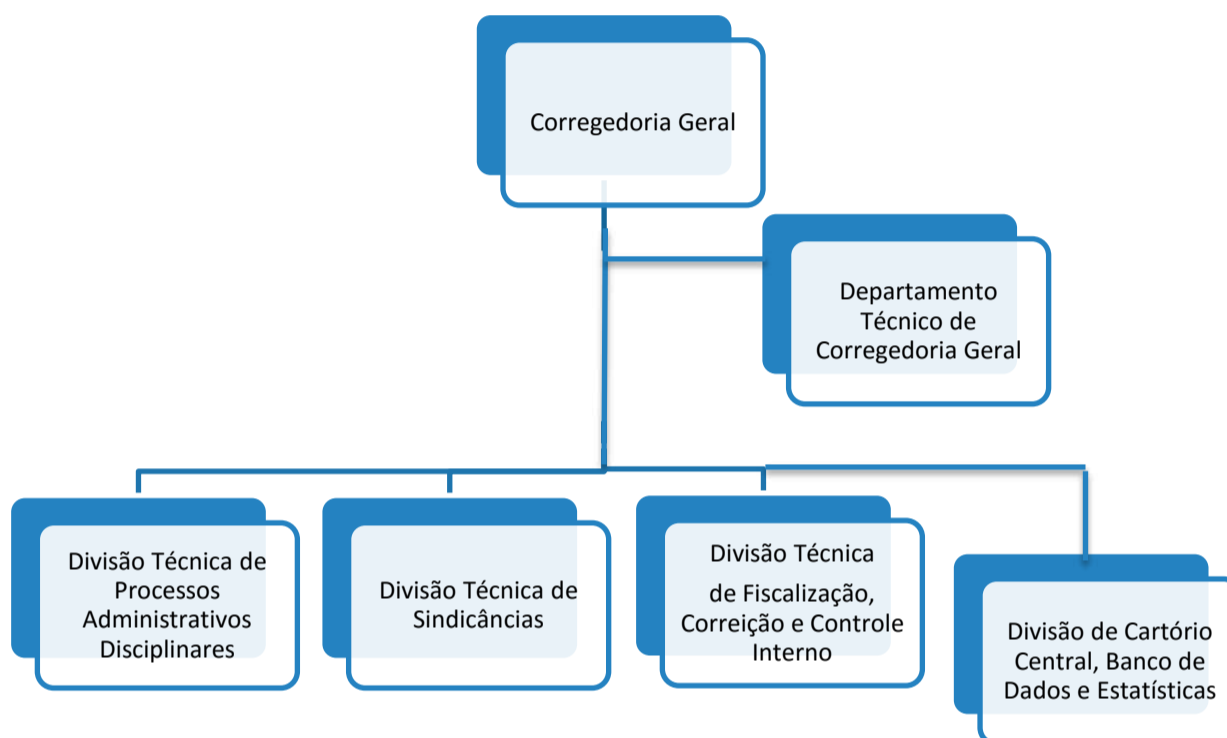 Corregedoria Geral
Departamento
Técnico de
Corregedoria Geral
Divisão Técnica de
Processos
Administrativos
Disciplinares
Divisão Técnica de
Sindicâncias
Divisão Técnica
de Fiscalização,
Correição e Controle
Interno
Divisão de Cartório
Central, Banco de
Dados e Estatísticas